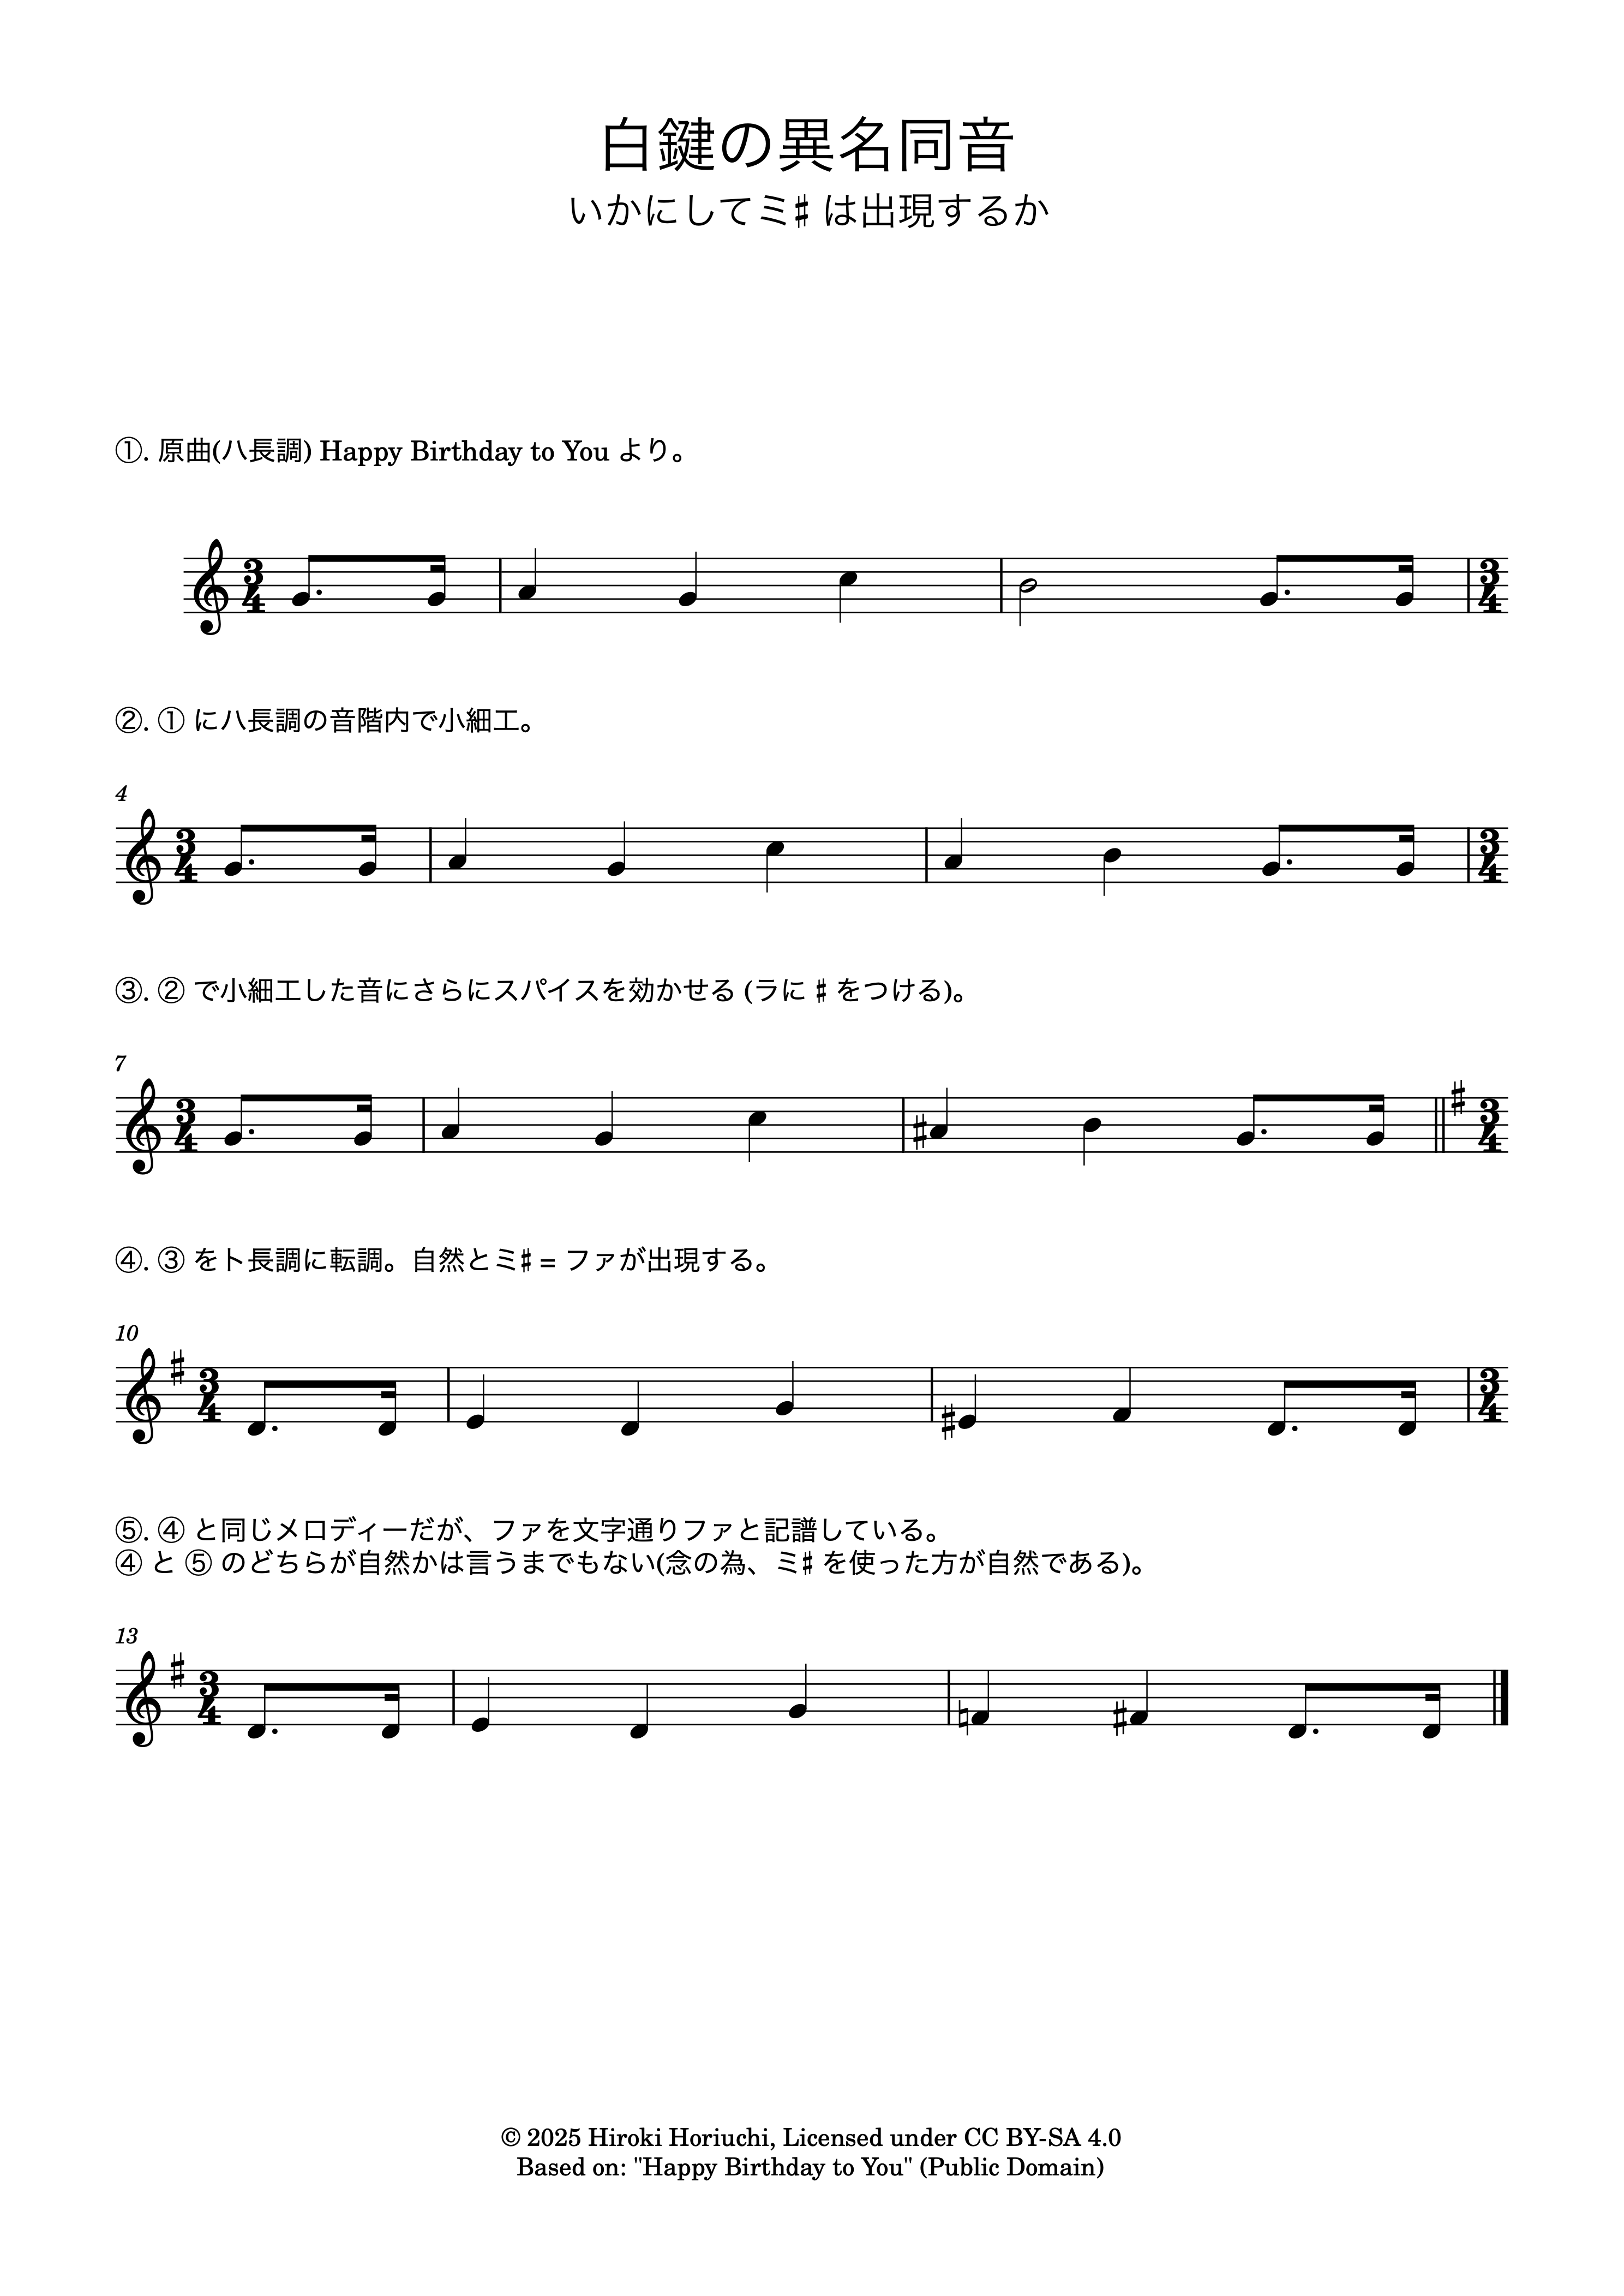 白鍵の異名同音
いかにしてミ♯ は出現するか
①. 原曲(ハ長調) Happy Birthday to You より。
3
4
3
4
②. ① にハ長調の音階内で小細工。
4
3
4
3
4
③. ② で小細工した音にさらにスパイスを効かせる (ラに ♯ をつける)。
7
3
4
3
4
④. ③ をト長調に転調。自然とミ♯ = ファが出現する。
10
3
4
3
4
⑤. ④ と同じメロディーだが、ファを文字通りファと記譜している。
④ と ⑤ のどちらが自然かは言うまでもない(念の為、ミ♯ を使った方が自然である)。
13
3
4
© 2025 Hiroki Horiuchi, Licensed under CC BY-SA 4.0
Based on: "Happy Birthday to You" (Public Domain)